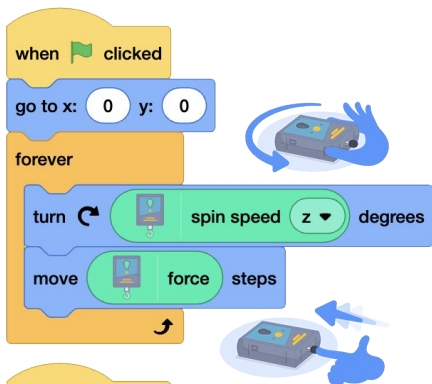 when clicked
go to x: 0 y: 0
forever
turn spin speed z degrees
move force steps